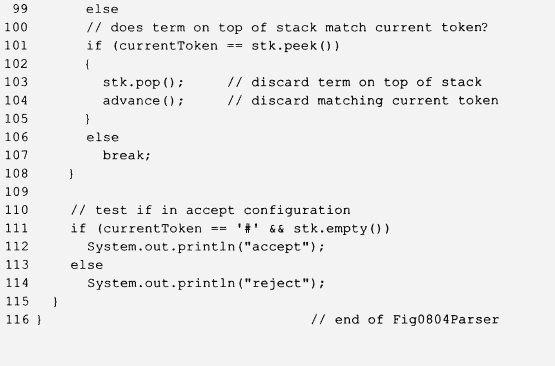 99 else
100 // does term on top of stack match current token?
101 if (currentToken == stk.peek())
102 {
103 stk.pop(); // discard term on top of stack
104 advance(); // discard matching current token
105 }
106 else
107 break;
108 }
109
110 // test if in accept configuration
111 if (currentToken == '#' && stk.empty())
112 System.out.println("accept");
113 else
114 System.out.println("reject");
115 }
116 } // end of Fig0804Parser